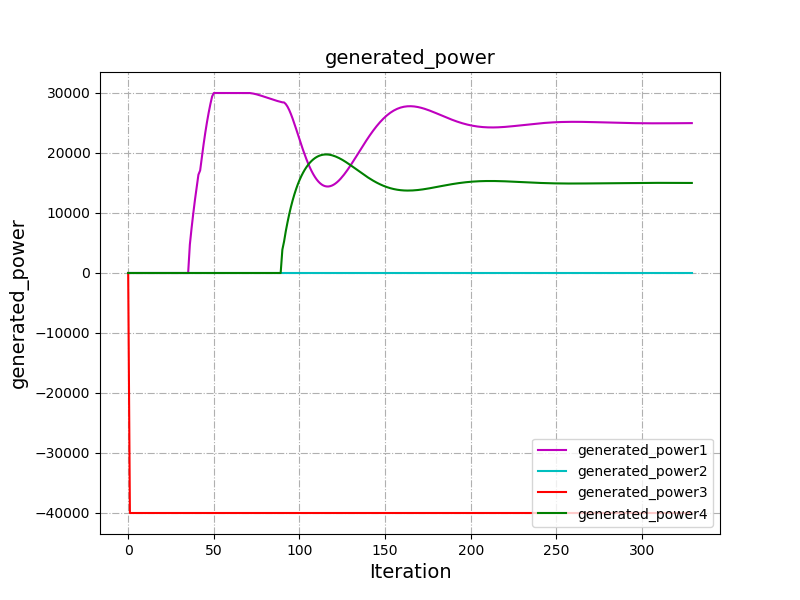 generated_power
generated_power
30000
20000
10000
0
−10000
−20000
−30000
−40000
generated_power1
generated_power2
generated_power3
generated_power4
0 50 100 150 200 250 300
Iteration